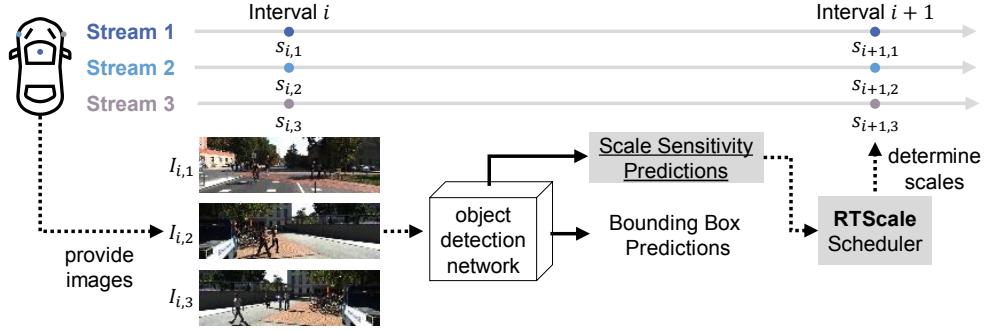 Interval i
Interval i + 1
Stream 1
s_{i,1}
s_{i+1,1}
Stream 2
s_{i,2}
s_{i+1,2}
Stream 3
s_{i,3}
s_{i+1,3}
I_{i,1}
I_{i,2}
I_{i,3}
provide
images
object
detection
network
Scale Sensitivity
Predictions
Bounding Box
Predictions
determine
scales
RTScale
Scheduler